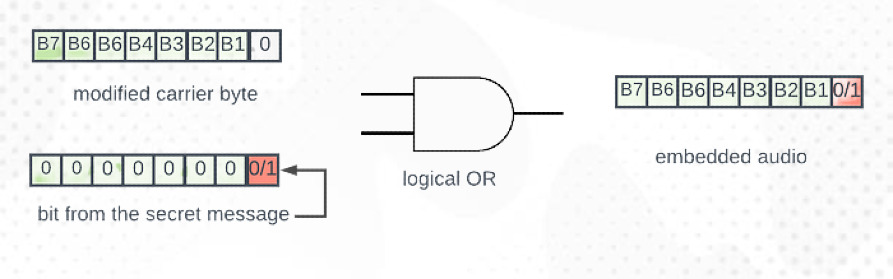 B7 B6 B6 B4 B3 B2 B1 0
modified carrier byte
0 0 0 0 0 0 0 0/1
bit from the secret message
logical OR
B7 B6 B6 B4 B3 B2 B1 0/1
embedded audio